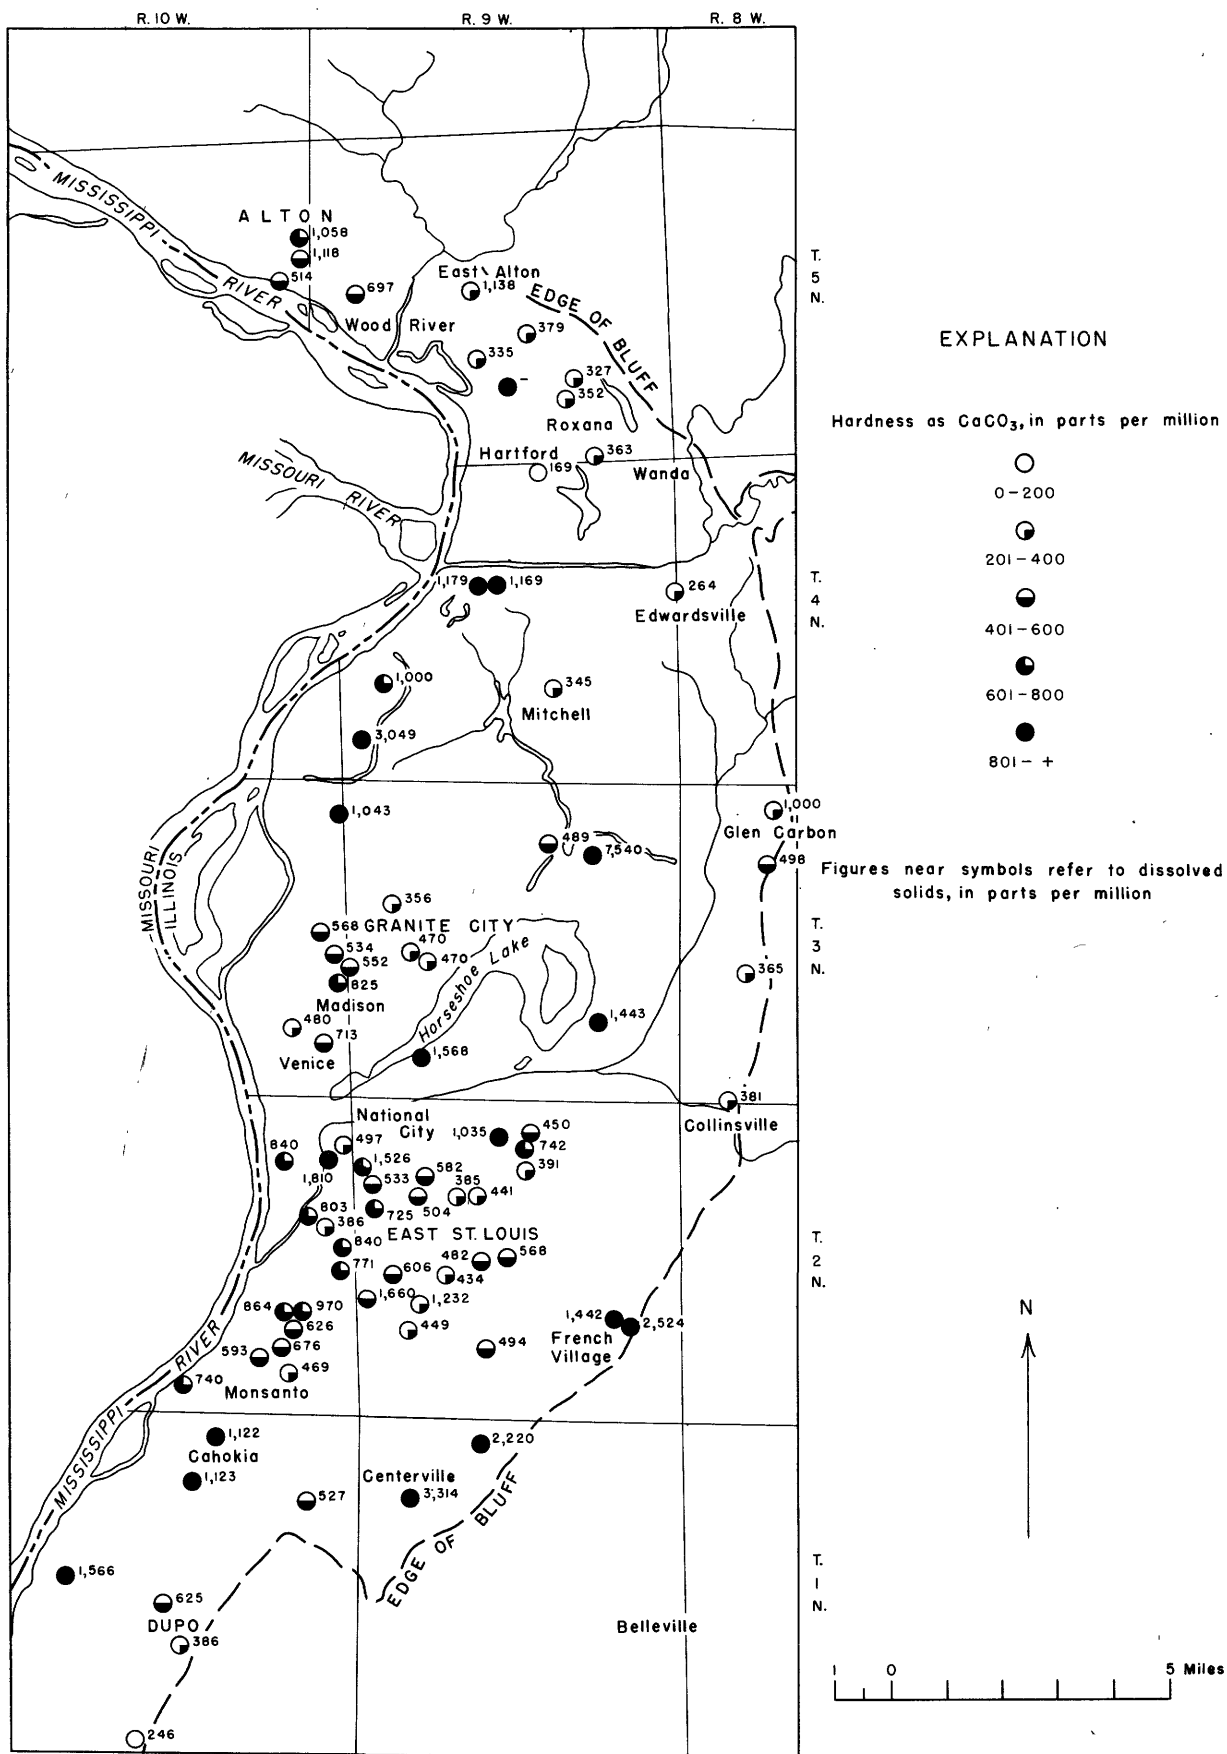 R. 10 W. R. 9 W. R. 8 W.
MISSISSIPPI RIVER
ALTON
1,058
1,118
514
697
East Alton
1,138
EDGE OF BLUFF
Wood River
379
335
–
327
352
Roxana
Hartford
363
169
Wanda
MISSOURI RIVER
T. 5 N.
EXPLANATION
Hardness as CaCO₃, in parts per million
0–200
201–400
401–600
601–800
801– +
Figures near symbols refer to dissolved
solids, in parts per million
1,179
1,169
264
Edwardsville
T. 4 N.
1,000
345
Mitchell
3,049
1,043
489
7,540
1,000
Glen Carbon
498
MISSOURI
ILLINOIS
356
568
GRANITE CITY
534
470
552
470
825
Madison
Horseshoe Lake
365
T. 3 N.
480
713
Venice
1,443
1,568
381
Collinsville
National
City
497
1,035
450
742
840
1,810
1,526
391
533
582
385
441
504
803
386
725
EAST ST. LOUIS
840
771
606
482
568
434
T. 2 N.
1,660
1,232
864
970
626
449
1,442
2,524
French
Village
593
676
494
469
740
Monsanto
MISSISSIPPI RIVER
1,122
Cahokia
1,123
2,220
Centerville
3,314
527
EDGE OF BLUFF
1,566
625
DUPO
386
Belleville
T. 1 N.
246
N
1 0 5 Miles